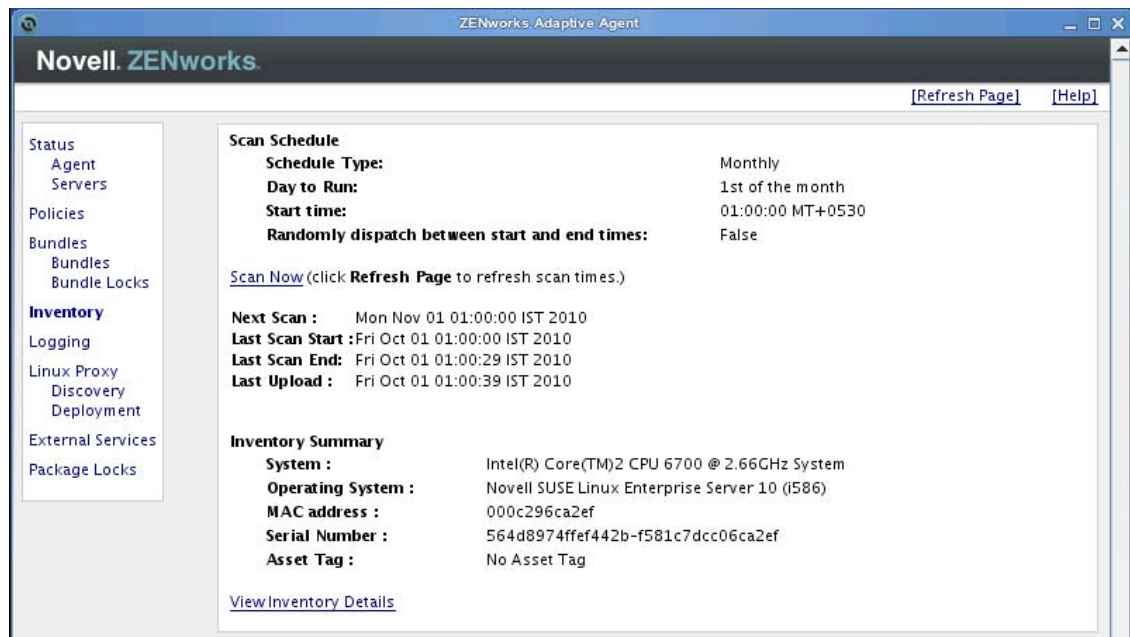 ZENworks Adaptive Agent
Novell. ZENworks.
[Refresh Page] [Help]
Status
Agent
Servers
Policies
Bundles
Bundles
Bundle Locks
Inventory
Logging
Linux Proxy
Discovery
Deployment
External Services
Package Locks
Scan Schedule
Schedule Type: Monthly
Day to Run: 1st of the month
Start time: 01:00:00 MT+0530
Randomly dispatch between start and end times: False
Scan Now (click Refresh Page to refresh scan times.)
Next Scan : Mon Nov 01 01:00:00 IST 2010
Last Scan Start : Fri Oct 01 01:00:00 IST 2010
Last Scan End: Fri Oct 01 01:00:29 IST 2010
Last Upload : Fri Oct 01 01:00:39 IST 2010
Inventory Summary
System : Intel(R) Core(TM)2 CPU 6700 @ 2.66GHz System
Operating System : Novell SUSE Linux Enterprise Server 10 (i586)
MAC address : 000c296ca2ef
Serial Number : 564d8974ffef442b-f581c7dcc06ca2ef
Asset Tag : No Asset Tag
View Inventory Details